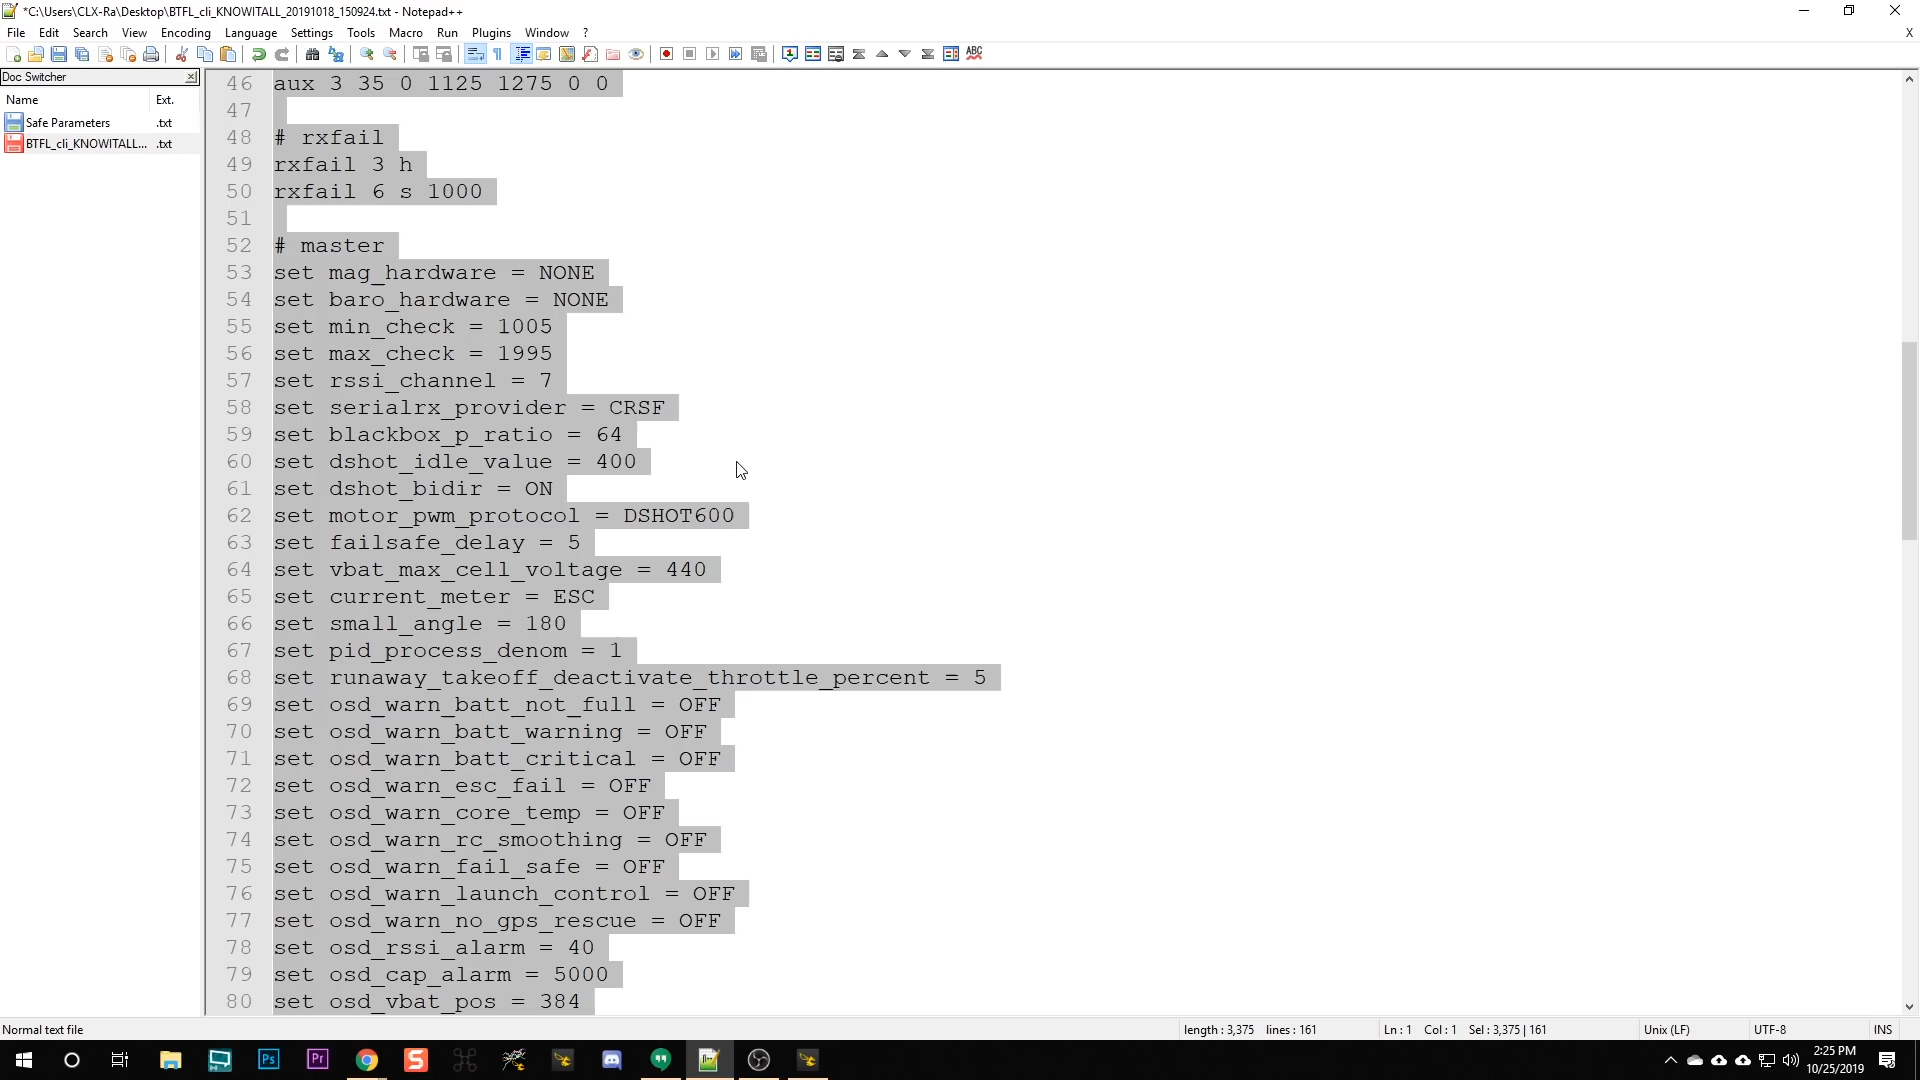 *C:\Users\CLX-Ra\Desktop\BTFL_cli_KNOWITALL_20191018_150924.txt - Notepad++
File Edit Search View Encoding Language Settings Tools Macro Run Plugins Window ? X
ABC
Doc Switcher
Name Ext.
Safe Parameters .txt
BTFL_cli_KNOWITALL... .txt
46 aux 3 35 0 1125 1275 0 0
47
48 # rxfail
49 rxfail 3 h
50 rxfail 6 s 1000
51
52 # master
53 set mag_hardware = NONE
54 set baro_hardware = NONE
55 set min_check = 1005
56 set max_check = 1995
57 set rssi_channel = 7
58 set serialrx_provider = CRSF
59 set blackbox_p_ratio = 64
60 set dshot_idle_value = 400
61 set dshot_bidir = ON
62 set motor_pwm_protocol = DSHOT600
63 set failsafe_delay = 5
64 set vbat_max_cell_voltage = 440
65 set current_meter = ESC
66 set small_angle = 180
67 set pid_process_denom = 1
68 set runaway_takeoff_deactivate_throttle_percent = 5
69 set osd_warn_batt_not_full = OFF
70 set osd_warn_batt_warning = OFF
71 set osd_warn_batt_critical = OFF
72 set osd_warn_esc_fail = OFF
73 set osd_warn_core_temp = OFF
74 set osd_warn_rc_smoothing = OFF
75 set osd_warn_fail_safe = OFF
76 set osd_warn_launch_control = OFF
77 set osd_warn_no_gps_rescue = OFF
78 set osd_rssi_alarm = 40
79 set osd_cap_alarm = 5000
80 set osd_vbat_pos = 384
Normal text file length : 3,375 lines : 161 Ln : 1 Col : 1 Sel : 3,375 | 161 Unix (LF) UTF-8 INS
Ps Pr S
2:25 PM
10/25/2019